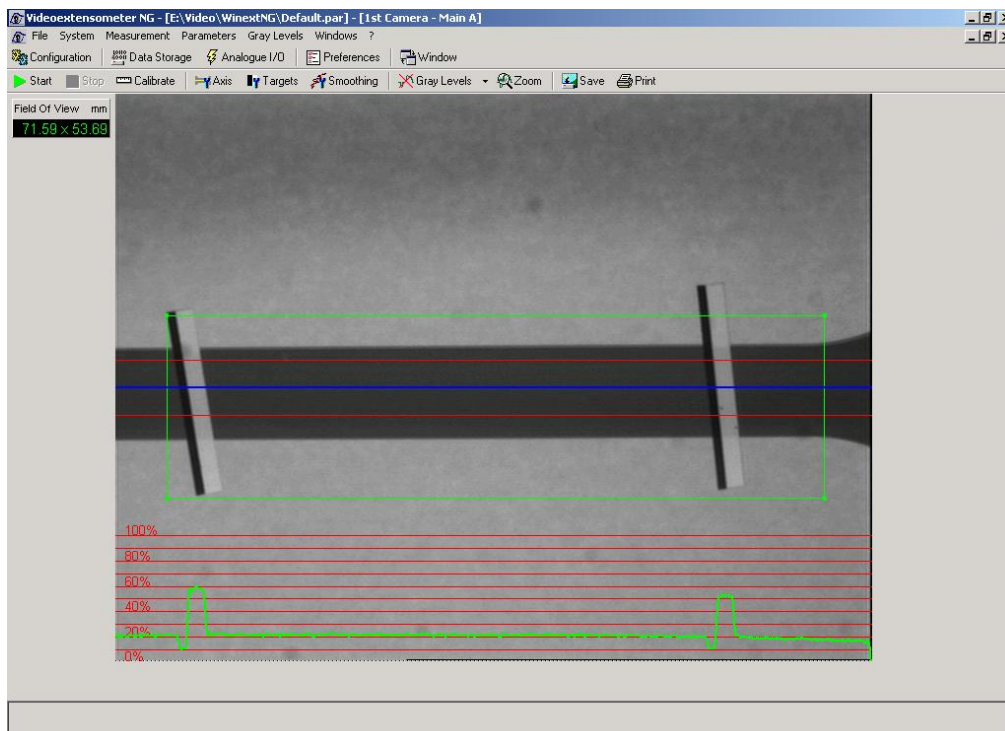 Videoextensometer NG - [E:\Video\WinextNG\Default.par] - [1st Camera - Main A]
File System Measurement Parameters Gray Levels Windows ?
Configuration Data Storage Analogue I/O Preferences Window
Start Stop Calibrate Axis Targets Smoothing Gray Levels Zoom Save Print
Field Of View mm
71.59 × 53.69
100%
80%
60%
40%
20%
0%